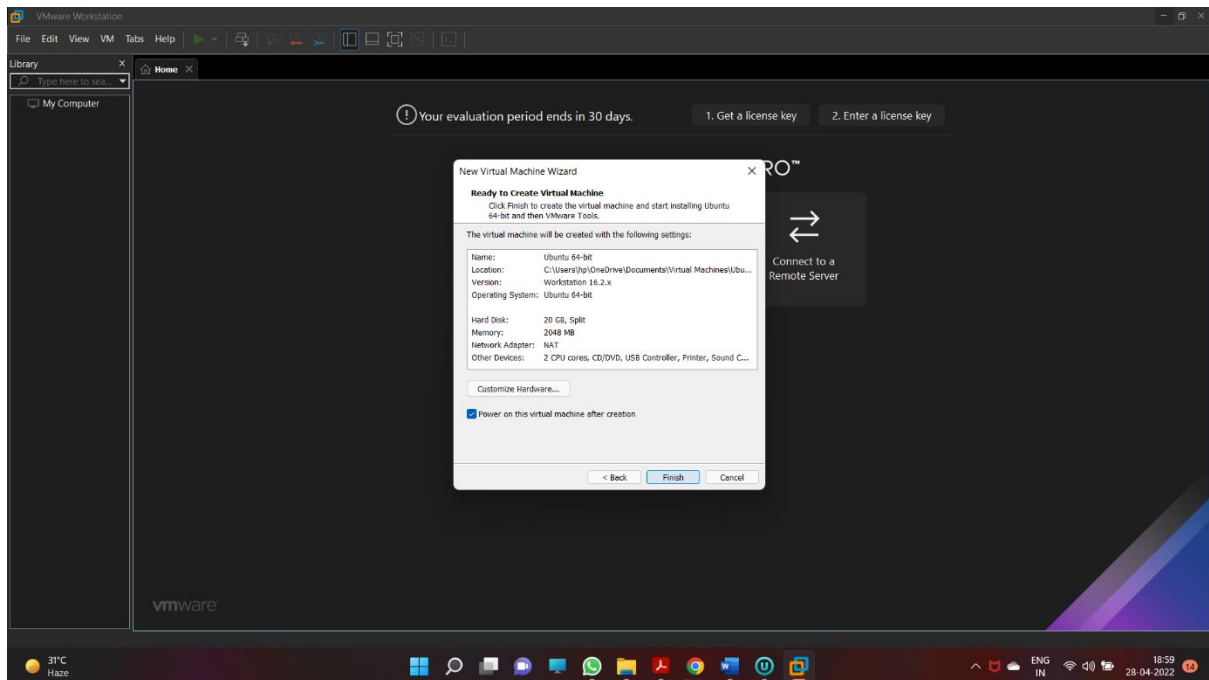 VMware Workstation
File Edit View VM Tabs Help
Library X
Home X
Type here to sea...
My Computer
Your evaluation period ends in 30 days. 1. Get a license key 2. Enter a license key
RO™
New Virtual Machine Wizard
Ready to Create Virtual Machine
Click Finish to create the virtual machine and start installing Ubuntu
64-bit and then VMware Tools.
The virtual machine will be created with the following settings:
Name: Ubuntu 64-bit
Location: C:\Users\hp\OneDrive\Documents\Virtual Machines\Ubu...
Version: Workstation 16.2.x
Operating System: Ubuntu 64-bit
Hard Disk: 20 GB, Split
Memory: 2048 MB
Network Adapter: NAT
Other Devices: 2 CPU cores, CD/DVD, USB Controller, Printer, Sound C...
Customize Hardware...
Power on this virtual machine after creation
< Back Finish Cancel
Connect to a
Remote Server
vmware
31°C
Haze
ENG
IN
18:59
28-04-2022
14